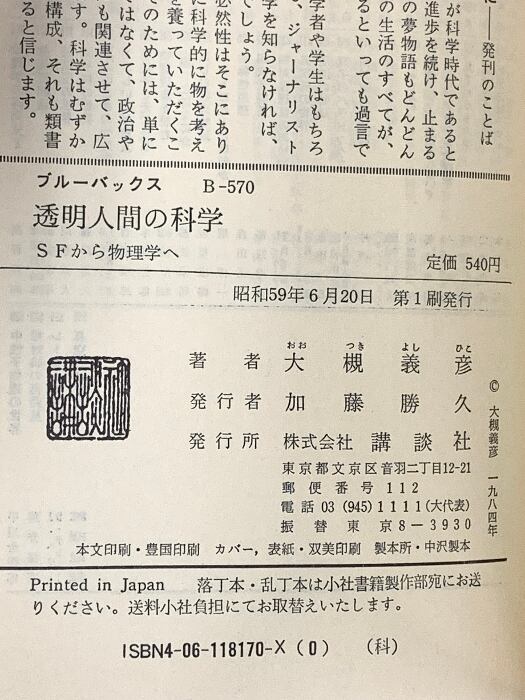 に――発刊のことば
が科学時代であると
進歩を続け、止まる
の夢物語もどんどん
の生活のすべてが、
るといっても過言で
学者や学生はもちろ
、ジャーナリスト
学を知らなければ、
でしょう。
必然性はそこにあり
に科学的に物を考え
を養っていただくこ
そのためには、単に
ではなくて、政治や
も関連させて、広
す。科学はむずか
構成、それも類書
ると信じます。
ブルーバックス B-570
透明人間の科学
SFから物理学へ
定価 540円
昭和59年6月20日 第1刷発行
おお つき よし ひこ
著者 大槻義彦
発行者 加藤勝久
発行所 株式会社 講談社
東京都文京区音羽二丁目12-21
郵便番号 112
電話 03 (945) 1111 (大代表)
振替東京8-3930
© 大槻義彦 一九八四年
本文印刷・豊国印刷 カバー,表紙・双美印刷 製本所・中沢製本
Printed in Japan 落丁本・乱丁本は小社書籍製作部宛にお送
りください。送料小社負担にてお取替えいたします。
ISBN4-06-118170-X (0) (科)